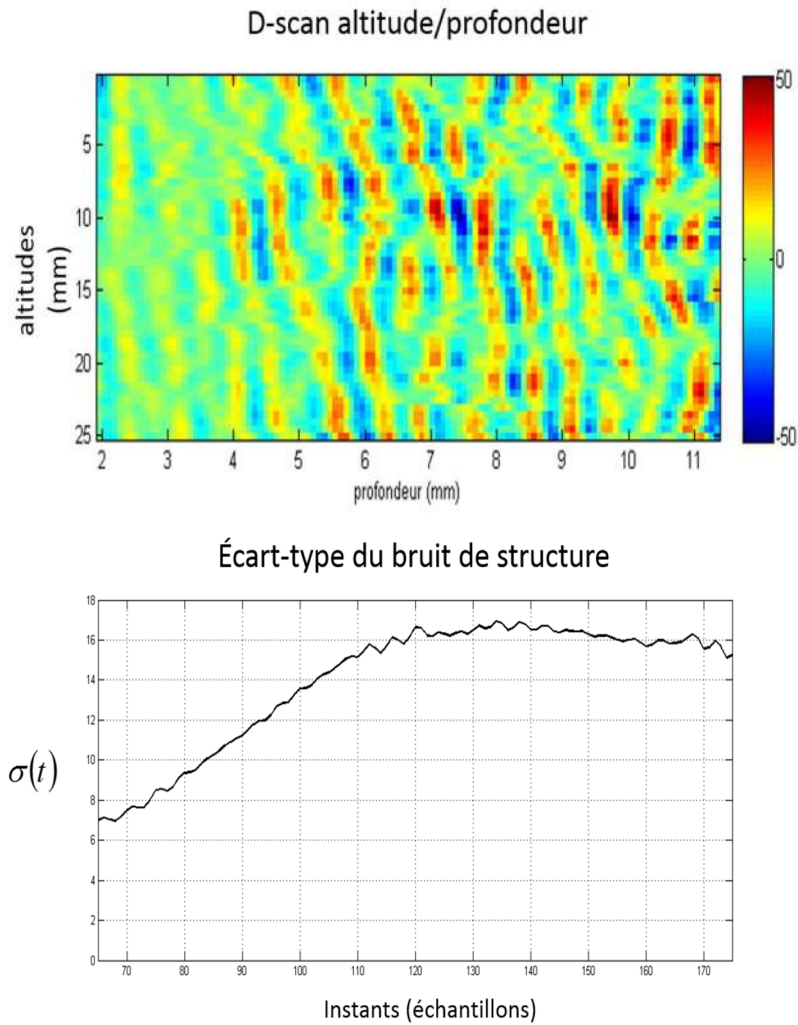 D-scan altitude/profondeur
50
0
-50
altitudes
(mm)
5
10
15
20
25
2 3 4 5 6 7 8 9 10 11
profondeur (mm)
Écart-type du bruit de structure
18
16
14
12
10
8
6
4
2
0
σ(t)
70 80 90 100 110 120 130 140 150 160 170
Instants (échantillons)